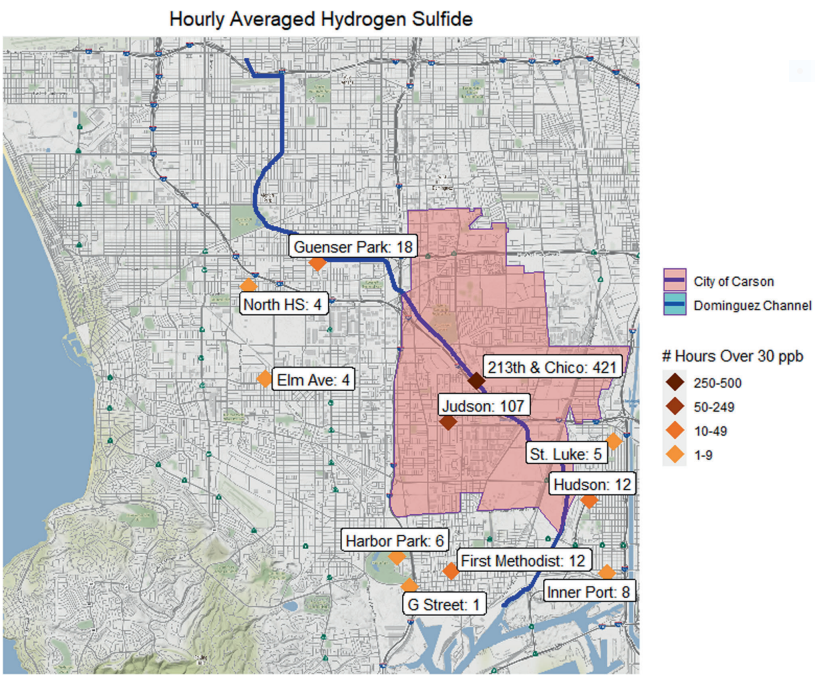 Hourly Averaged Hydrogen Sulfide
Guenser Park: 18
North HS: 4
Elm Ave: 4
213th & Chico: 421
Judson: 107
St. Luke: 5
Hudson: 12
Harbor Park: 6
First Methodist: 12
Inner Port: 8
G Street: 1
City of Carson
Dominguez Channel
# Hours Over 30 ppb
250-500
50-249
10-49
1-9